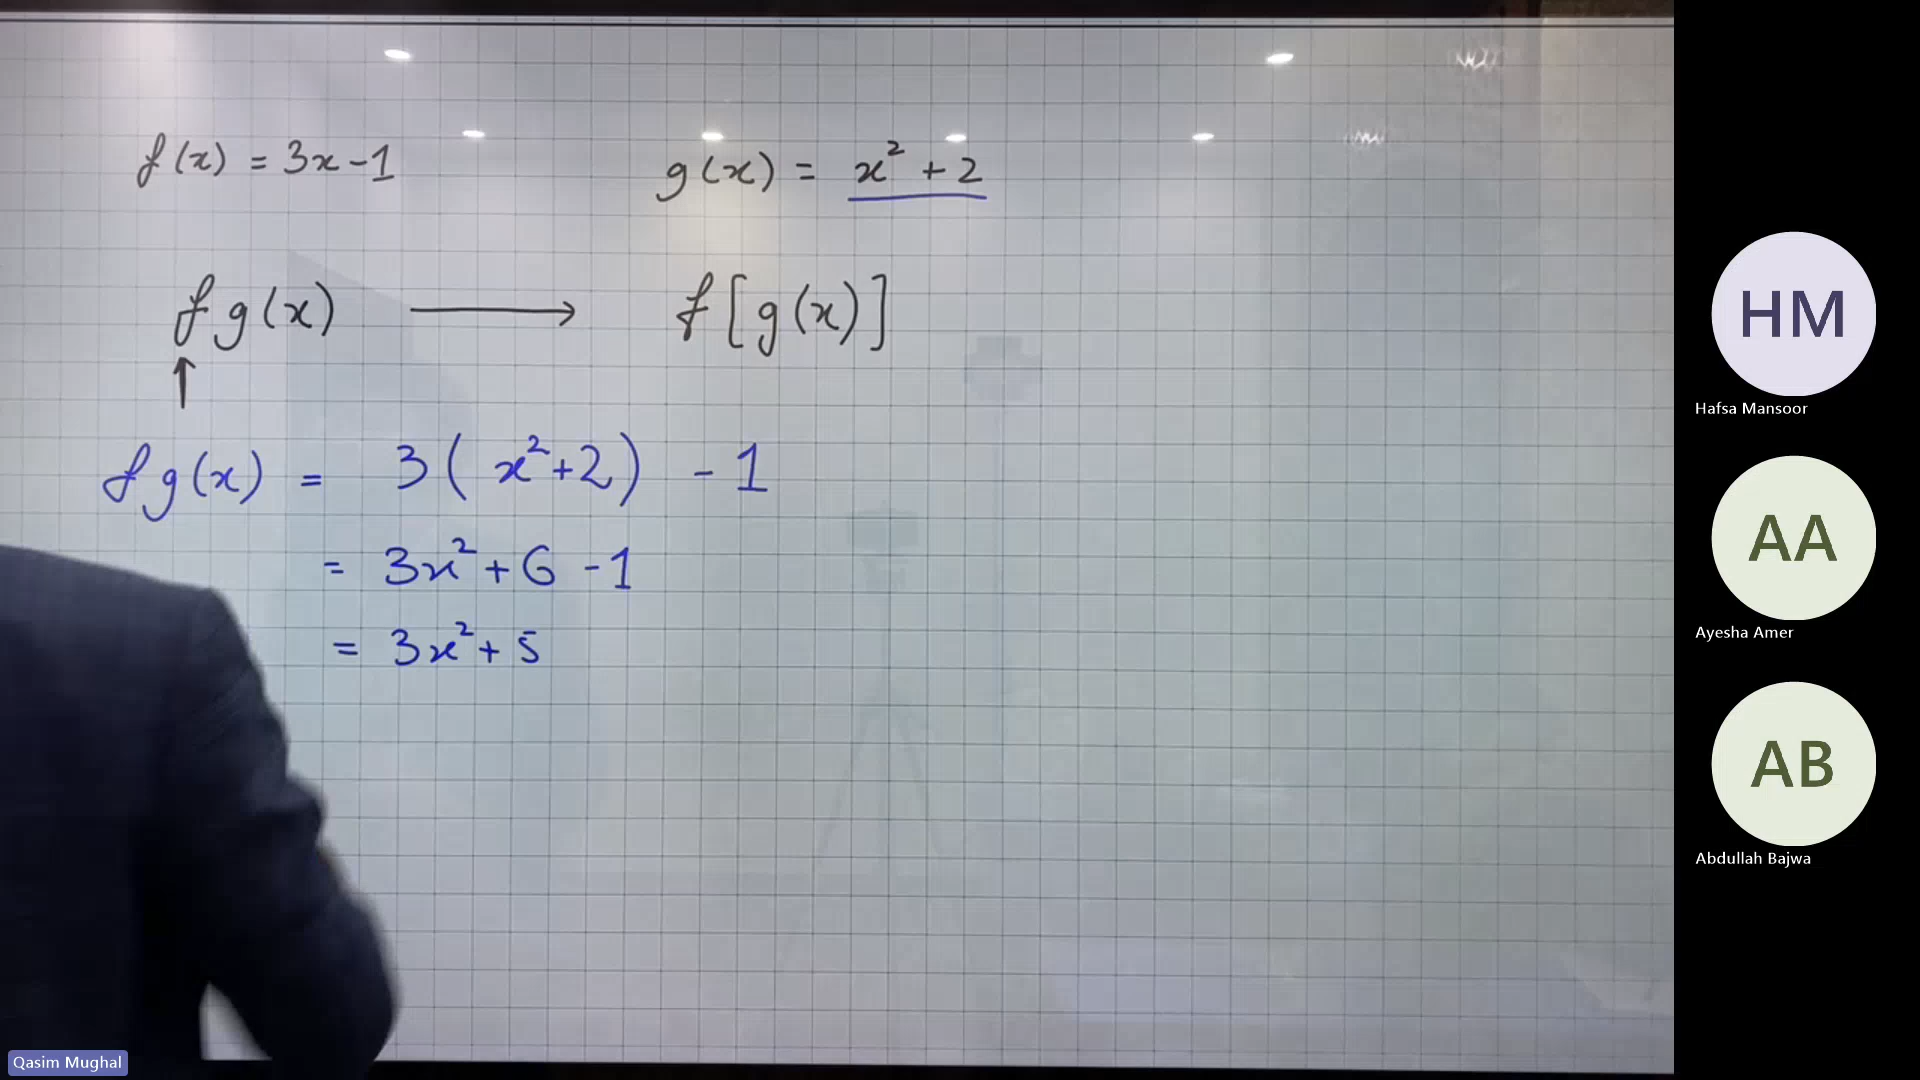 f(x) = 3x - 1
g(x) = x² + 2
fg(x) ⟶ f[g(x)]
↑
fg(x) = 3(x²+2) - 1
= 3x² + 6 - 1
= 3x² + 5
HM
Hafsa Mansoor
AA
Ayesha Amer
AB
Abdullah Bajwa
Qasim Mughal